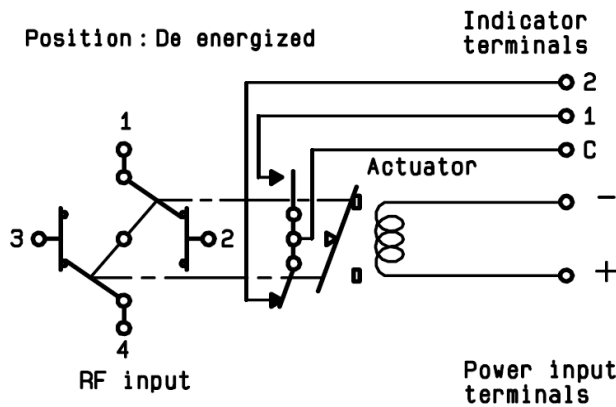 Position : De energized
Indicator
terminals
2
1
C
1
Actuator
−
3
2
+
4
RF input
Power input
terminals